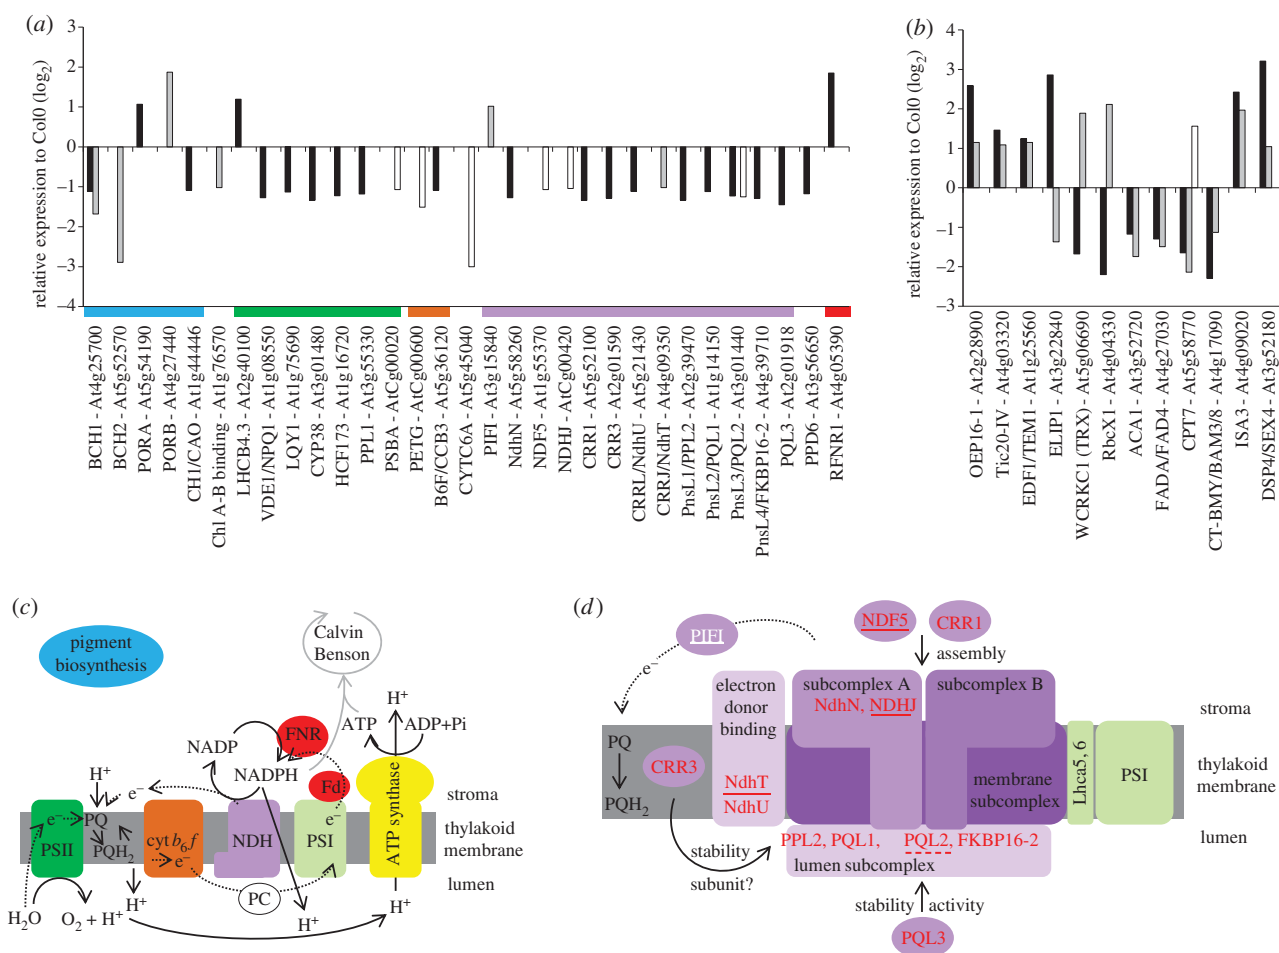 (a)
relative expression to Col0 (log2)
3
2
1
0
–1
–2
–3
–4
BCH1 - At4g25700
BCH2 - At5g52570
PORA - At5g54190
PORB - At4g27440
CH1/CAO - At1g44446
Chl A-B binding - At1g76570
LHCB4.3 - At2g40100
VDE1/NPQ1 - At1g08550
LQY1 - At1g75690
CYP38 - At3g01480
HCF173 - At1g16720
PPL1 - At3g55330
PSBA - AtCg00020
PETG - AtCg00600
B6F/CCB3 - At5g36120
CYTC6A - At5g45040
PIFI - At3g15840
NdhN - At5g58260
NDF5 - At1g55370
NDHJ - AtCg00420
CRR1 - At5g52100
CRR3 - At2g01590
CRRL/NdhU - At5g21430
CRRJ/NdhT - At4g09350
PnsL1/PPL2 - At2g39470
PnsL2/PQL1 - At1g14150
PnsL3/PQL2 - At3g01440
PnsL4/FKBP16-2 - At4g39710
PQL3 - At2g01918
PPD6 - At3g56650
RFNR1 - At4g05390
(b)
relative expression to Col0 (log2)
4
3
2
1
0
–1
–2
–3
OEP16-1 - At2g28900
Tic20-IV - At4g03320
EDF1/TEM1 - At1g25560
ELIP1 - At3g22840
WCRKC1 (TRX) - At5g06690
RbcX1 - At4g04330
ACA1 - At3g52720
FADA/FAD4 - At4g27030
CPT7 - At5g58770
CT-BMY/BAM3/8 - At4g17090
ISA3 - At4g09020
DSP4/SEX4 - At3g52180
(c)
pigment
biosynthesis
Calvin
Benson
H+
ATP
ADP+Pi
FNR
NADP
NADPH
H+
e–
Fd
ATP synthase
stroma
e–
PQ
e–
PSII
cyt b6f
NDH
PSI
thylakoid
membrane
PQH2
e–
lumen
PC
H+
H+
H2O
O2 + H+
H+
(d)
NDF5
CRR1
PIFI
assembly
e–
electron
donor
binding
subcomplex A
subcomplex B
NdhN, NDHJ
stroma
PQ
CRR3
Lhca5, 6
PSI
thylakoid
membrane
membrane
subcomplex
NdhT
NdhU
PQH2
lumen
PPL2, PQL1, PQL2, FKBP16-2
stability
lumen subcomplex
subunit?
stability
activity
PQL3